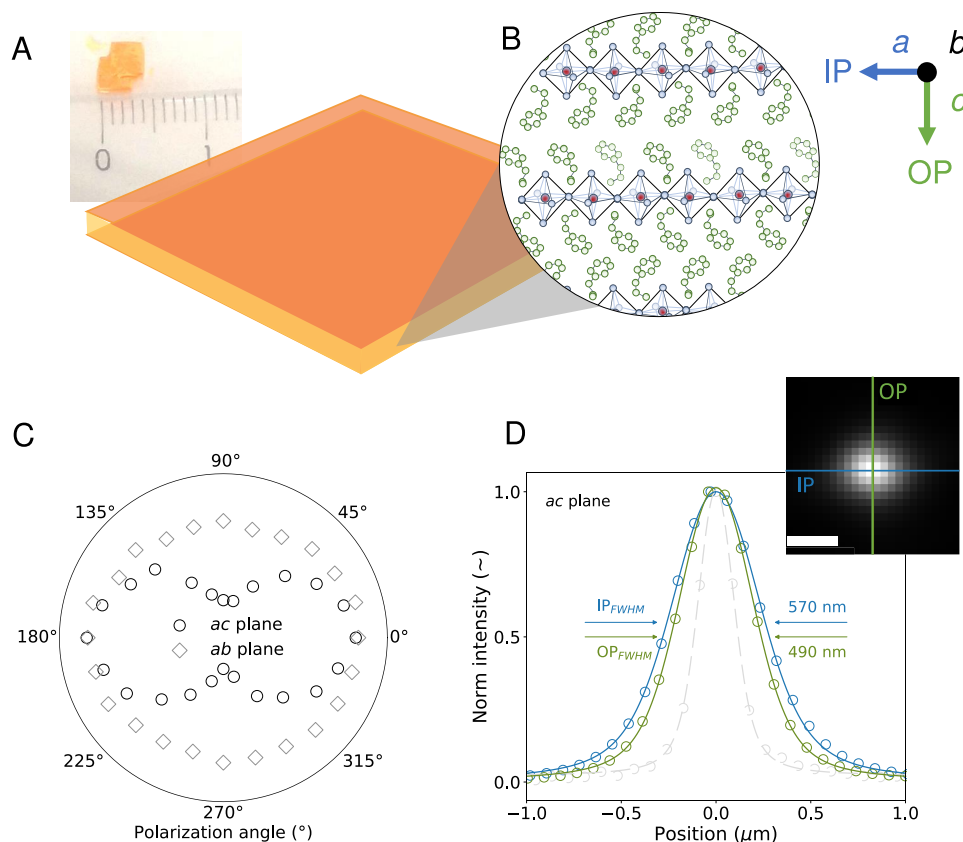 A
0
1
B
a
b
IP
c
OP
C
90°
135°
45°
180°
ac plane
ab plane
0°
225°
315°
270°
Polarization angle (°)
D
OP
IP
ac plane
1.0
IP_FWHM
570 nm
0.5
OP_FWHM
490 nm
0.0
Norm intensity (~)
−1.0
−0.5
0.0
0.5
1.0
Position (μm)